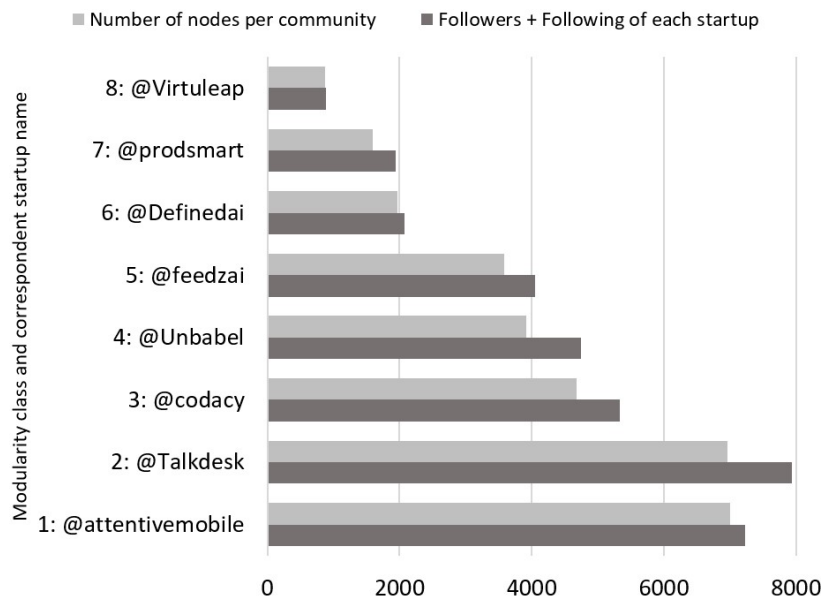 Number of nodes per community
Followers + Following of each startup
Modularity class and correspondent startup name
8: @Virtuleap
7: @prodsmart
6: @Definedai
5: @feedzai
4: @Unbabel
3: @codacy
2: @Talkdesk
1: @attentivemobile
0 2000 4000 6000 8000